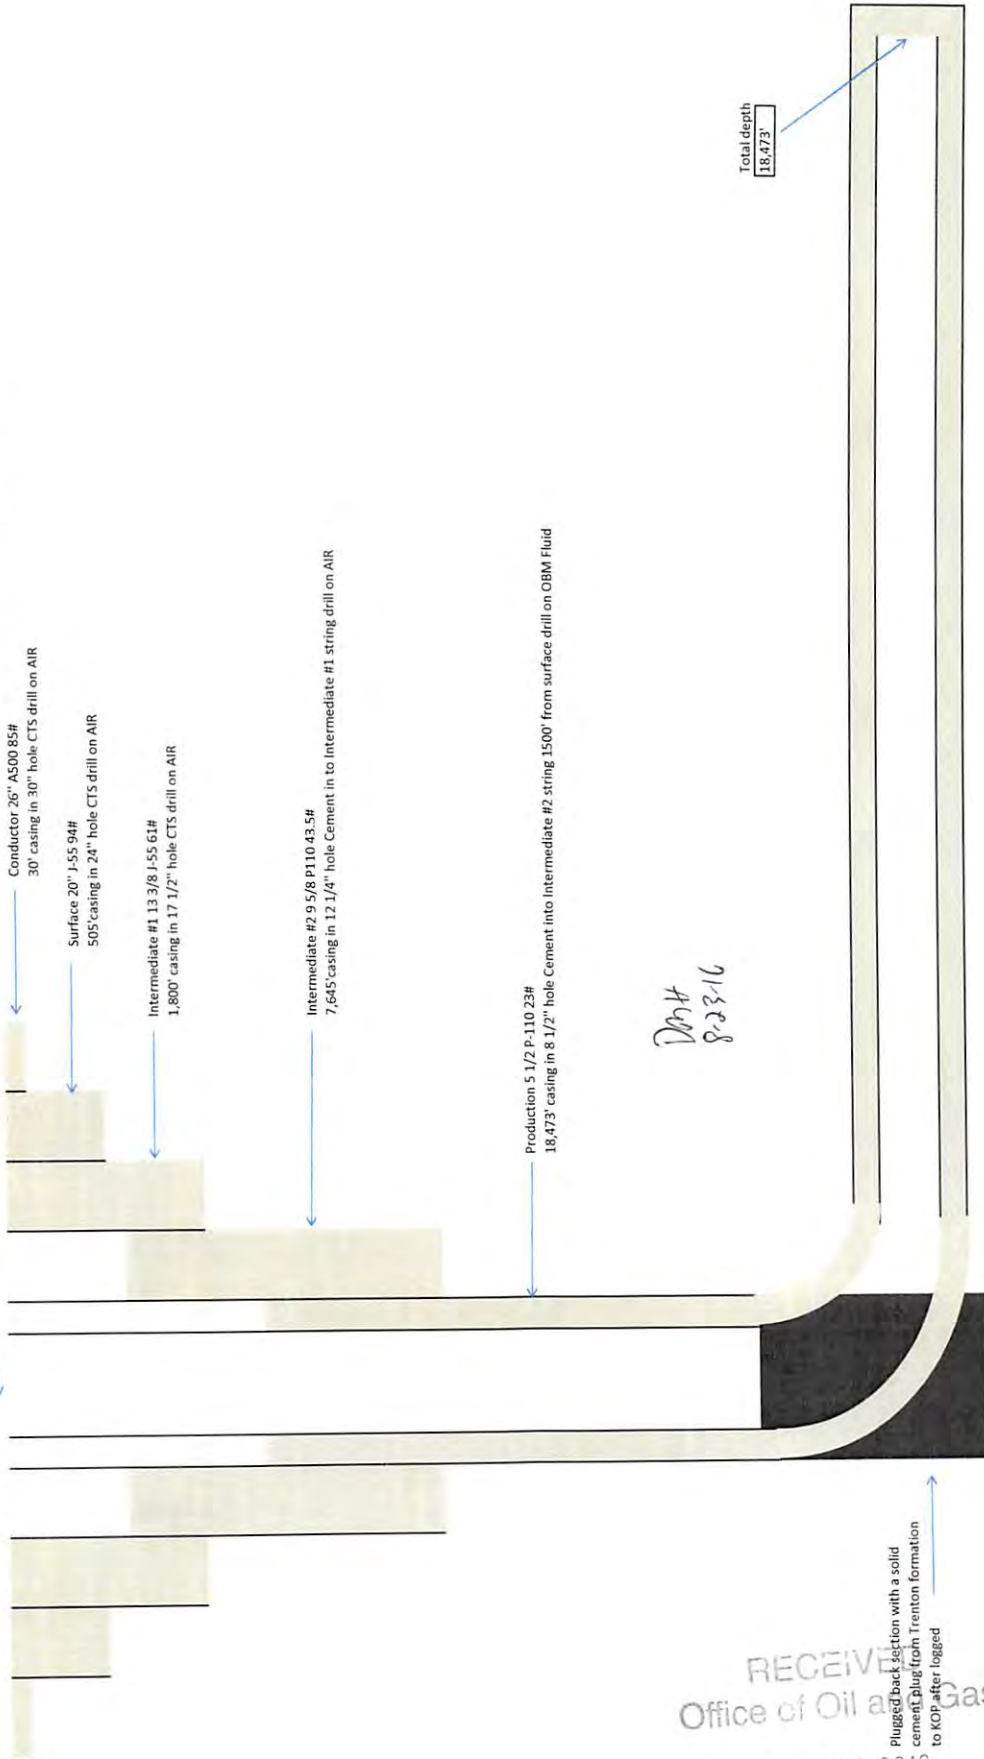 Conductor 26" A500 85#
30' casing in 30" hole CTS drill on AIR
Surface 20" J-55 94#
505'casing in 24" hole CTS drill on AIR
Intermediate #1 13 3/8 J-55 61#
1,800' casing in 17 1/2" hole CTS drill on AIR
Intermediate #2 9 5/8 P110 43.5#
7,645'casing in 12 1/4" hole Cement in to Intermediate #1 string drill on AIR
Production 5 1/2 P-110 23#
18,473' casing in 8 1/2" hole Cement into Intermediate #2 string 1500' from surface drill on OBM Fluid
Total depth
18,473'
8-23-16
Plugged back section with a solid
cement plug from Trenton formation
to KOP after logged
RECEIVED
Office of Oil and Gas